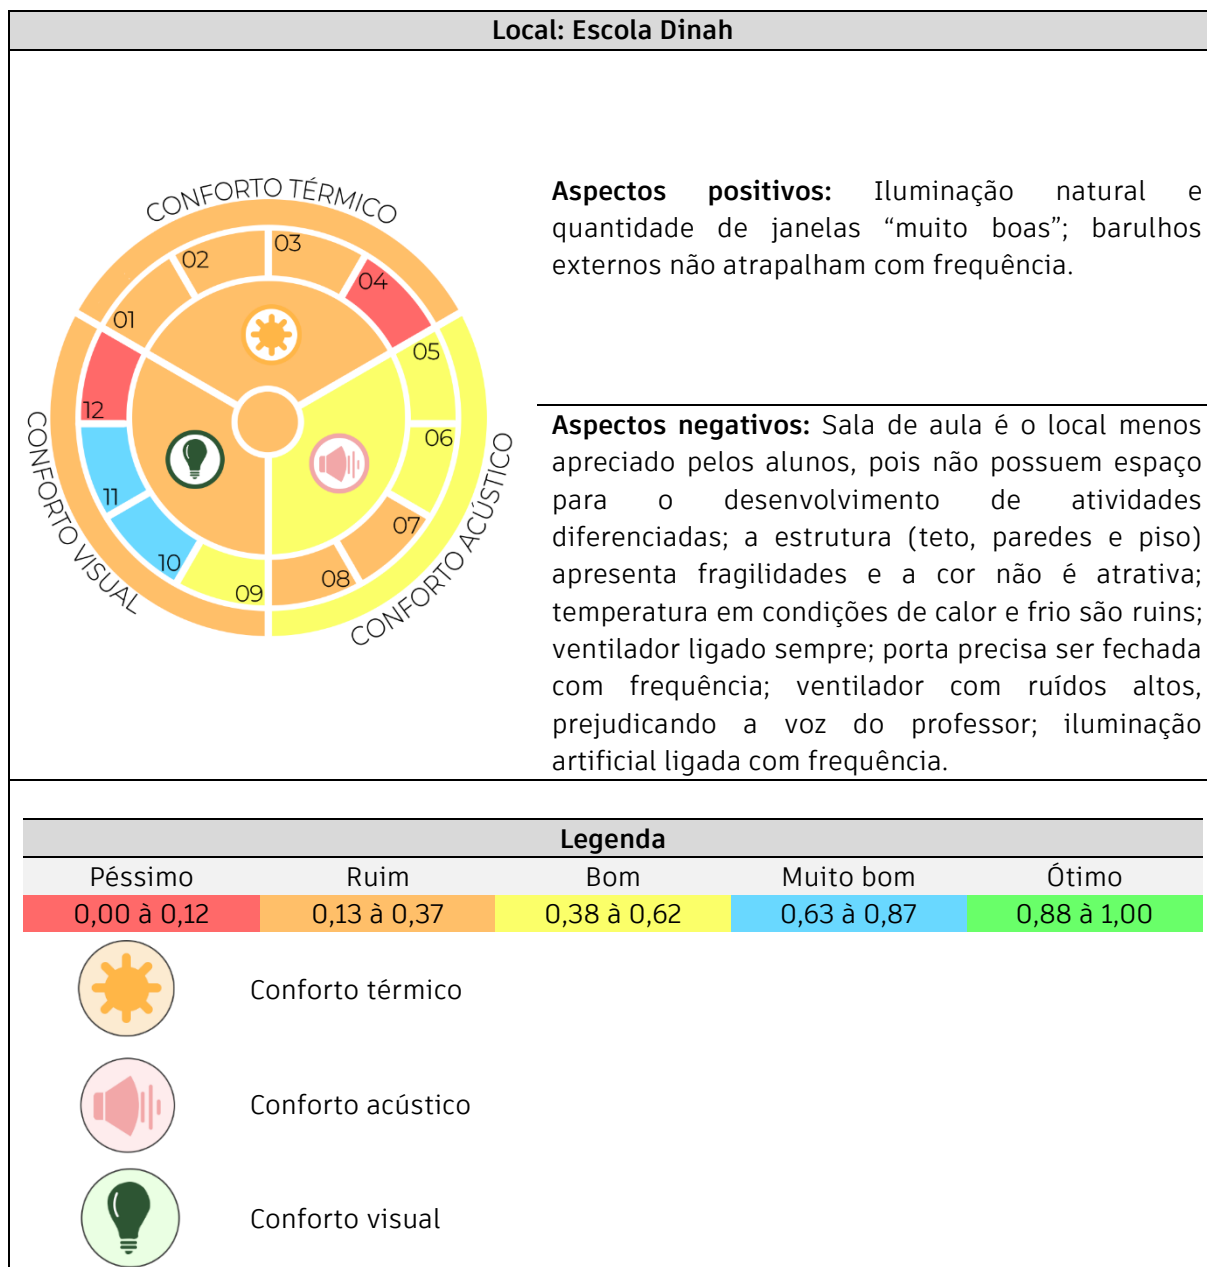 Local: Escola Dinah
CONFORTO TÉRMICO
CONFORTO ACÚSTICO
CONFORTO VISUAL
01
02
03
04
05
06
07
08
09
10
11
12
Aspectos positivos: Iluminação natural e
quantidade de janelas “muito boas”; barulhos
externos não atrapalham com frequência.
Aspectos negativos: Sala de aula é o local menos
apreciado pelos alunos, pois não possuem espaço
para o desenvolvimento de atividades
diferenciadas; a estrutura (teto, paredes e piso)
apresenta fragilidades e a cor não é atrativa;
temperatura em condições de calor e frio são ruins;
ventilador ligado sempre; porta precisa ser fechada
com frequência; ventilador com ruídos altos,
prejudicando a voz do professor; iluminação
artificial ligada com frequência.
Legenda
Péssimo Ruim Bom Muito bom Ótimo
0,00 à 0,12 0,13 à 0,37 0,38 à 0,62 0,63 à 0,87 0,88 à 1,00
Conforto térmico
Conforto acústico
Conforto visual